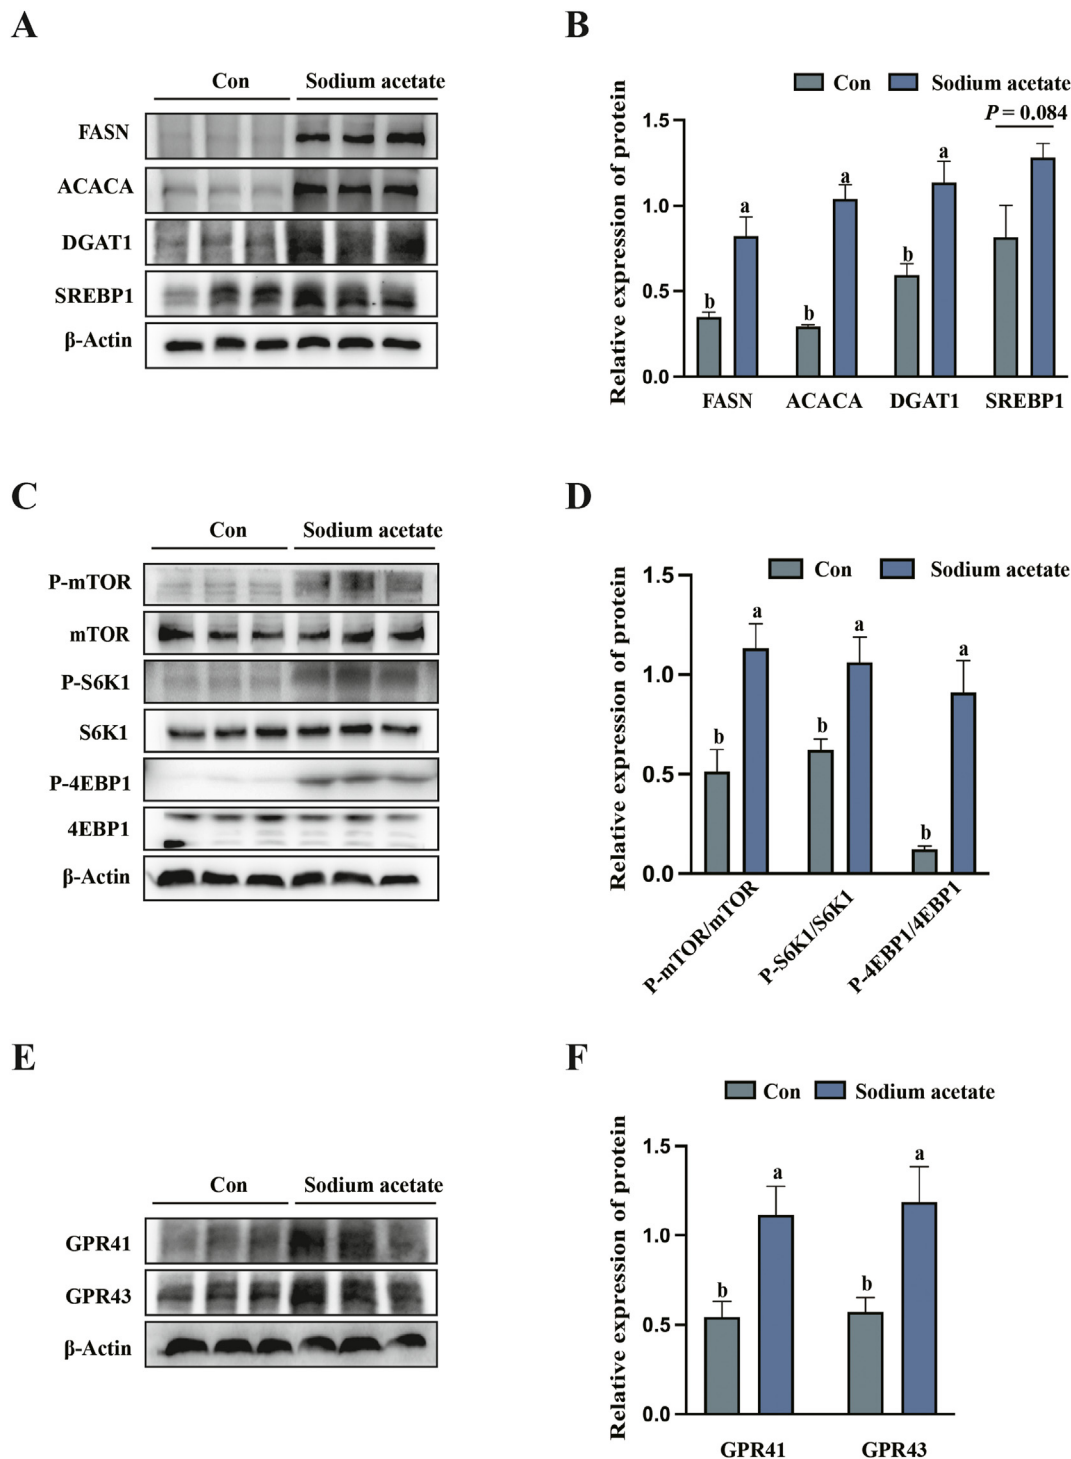 A
Con Sodium acetate
FASN
ACACA
DGAT1
SREBP1
β-Actin
B
Con Sodium acetate
P = 0.084
Relative expression of protein
1.5
1.0
0.5
0.0
b a b a b a
FASN ACACA DGAT1 SREBP1
C
Con Sodium acetate
P-mTOR
mTOR
P-S6K1
S6K1
P-4EBP1
4EBP1
β-Actin
D
Con Sodium acetate
Relative expression of protein
1.5
1.0
0.5
0.0
b a b a b a
P-mTOR/mTOR P-S6K1/S6K1 P-4EBP1/4EBP1
E
Con Sodium acetate
GPR41
GPR43
β-Actin
F
Con Sodium acetate
Relative expression of protein
1.5
1.0
0.5
0.0
b a b a
GPR41 GPR43